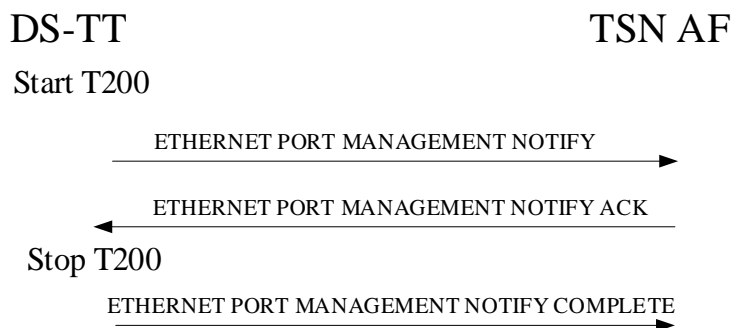 DS-TT TSN AF
Start T200
ETHERNET PORT MANAGEMENT NOTIFY
ETHERNET PORT MANAGEMENT NOTIFY ACK
Stop T200
ETHERNET PORT MANAGEMENT NOTIFY COMPLETE